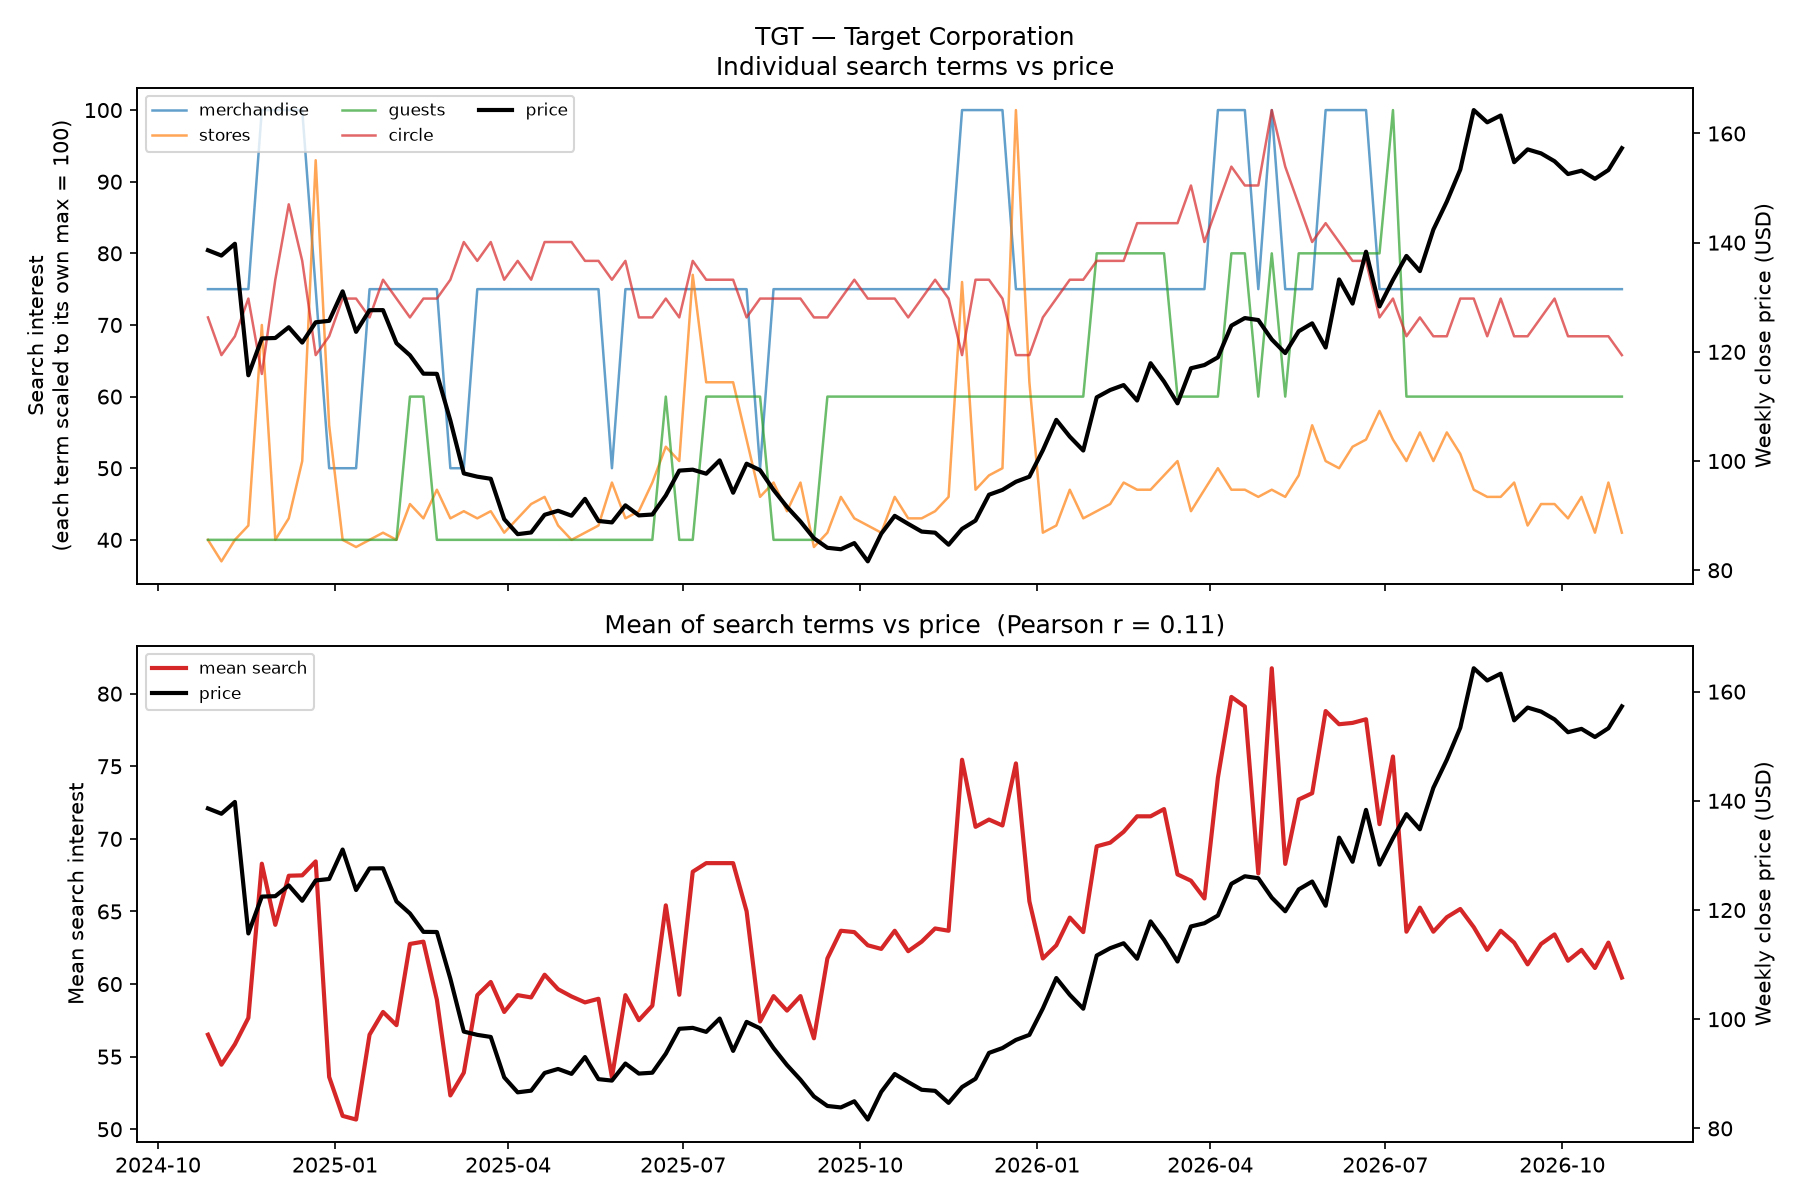 TGT — Target Corporation
Individual search terms vs price
merchandise
stores
guests
circle
price
Search interest
(each term scaled to its own max = 100)
100
90
80
70
60
50
40
160
140
120
100
80
Weekly close price (USD)
Mean of search terms vs price (Pearson r = 0.11)
mean search
price
Mean search interest
80
75
70
65
60
55
50
160
140
120
100
80
Weekly close price (USD)
2024-10
2025-01
2025-04
2025-07
2025-10
2026-01
2026-04
2026-07
2026-10